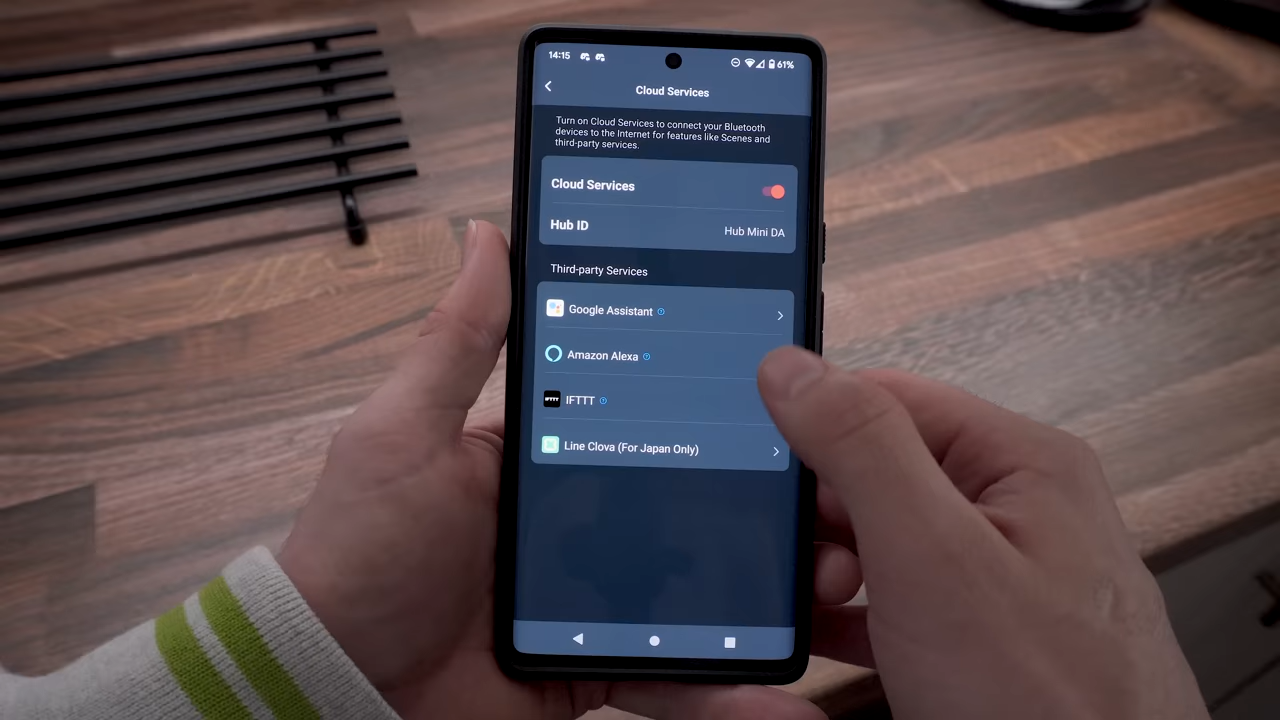 14:15
61%
Cloud Services
Turn on Cloud Services to connect your Bluetooth
devices to the Internet for features like Scenes and
third-party services.
Cloud Services
Hub ID
Hub Mini DA
Third-party Services
Google Assistant
Amazon Alexa
IFTTT
IFTTT
Line Clova (For Japan Only)